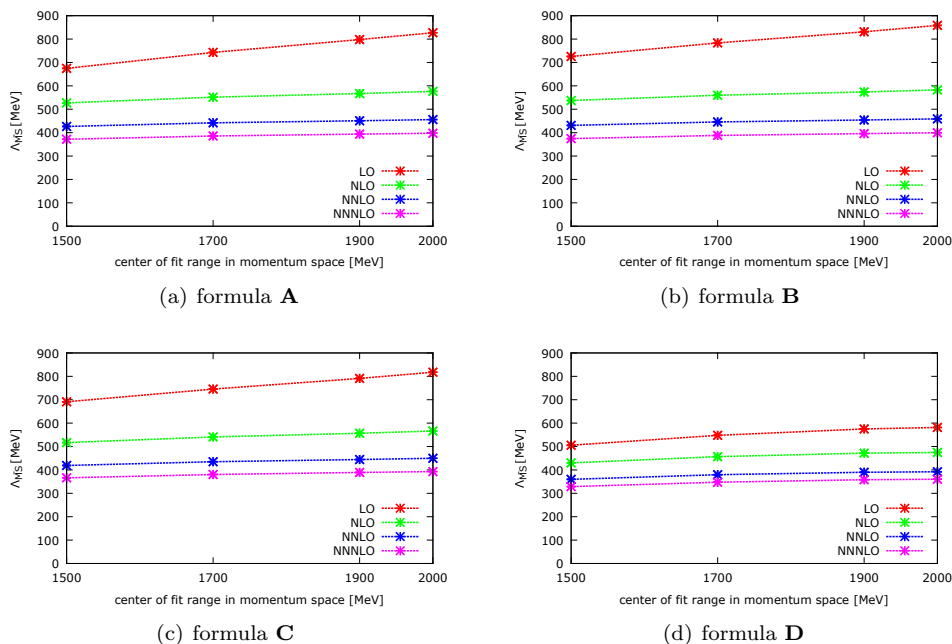 900
800
700
600
500
400
300
200
100
0
Λ_MS [MeV]
LO
NLO
NNLO
NNNLO
1500 1700 1900 2000
center of fit range in momentum space [MeV]
(a) formula A
900
800
700
600
500
400
300
200
100
0
Λ_MS [MeV]
LO
NLO
NNLO
NNNLO
1500 1700 1900 2000
center of fit range in momentum space [MeV]
(b) formula B
900
800
700
600
500
400
300
200
100
0
Λ_MS [MeV]
LO
NLO
NNLO
NNNLO
1500 1700 1900 2000
center of fit range in momentum space [MeV]
(c) formula C
900
800
700
600
500
400
300
200
100
0
Λ_MS [MeV]
LO
NLO
NNLO
NNNLO
1500 1700 1900 2000
center of fit range in momentum space [MeV]
(d) formula D